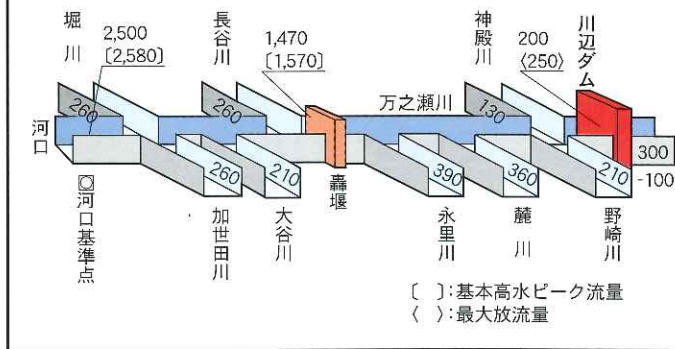 堀川
2,500
〔2,580〕
長谷川
1,470
〔1,570〕
神殿川
200
〈250〉
川辺ダム
260
260
130
万之瀬川
河口
300
-100
260
210
390
360
210
河口基準点
加世田川
大谷川
轟堰
永里川
麓川
野崎川
〔 〕:基本高水ピーク流量
〈 〉:最大放流量